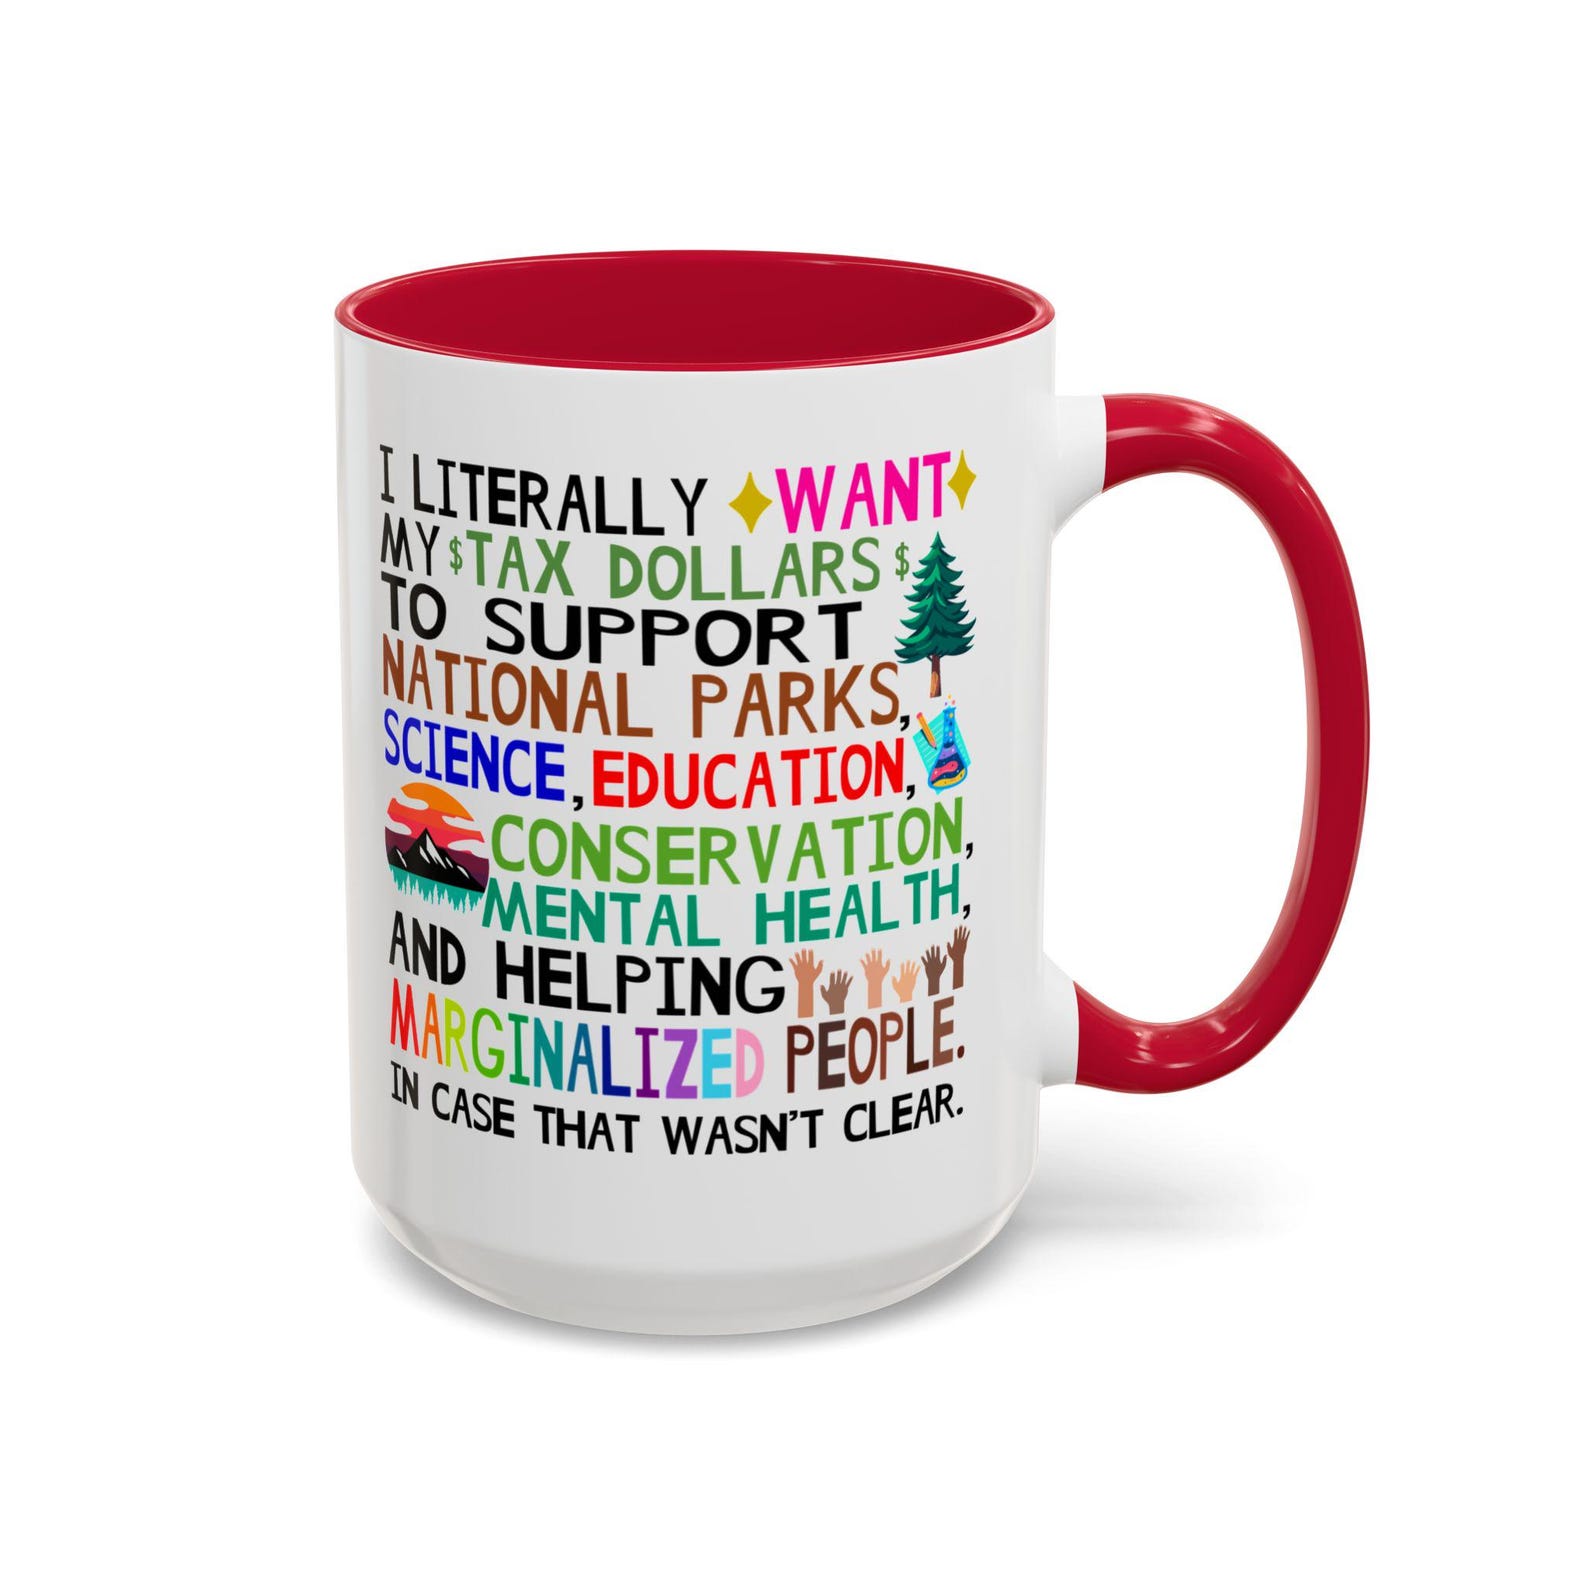 I LITERALLY WANT
MY $TAX DOLLARS$
TO SUPPORT
NATIONAL PARKS,
SCIENCE, EDUCATION,
CONSERVATION,
MENTAL HEALTH,
AND HELPING
MARGINALIZED PEOPLE.
IN CASE THAT WASN'T CLEAR.